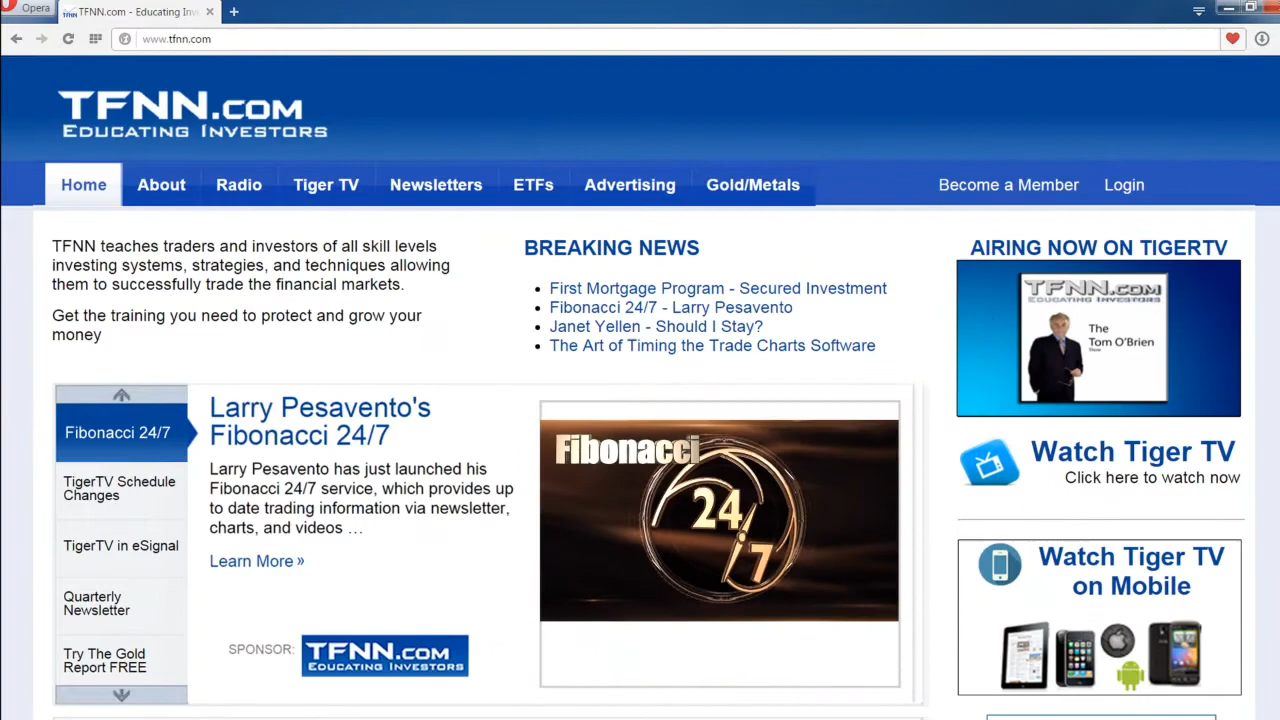 Opera
TFNN.com - Educating Inv
www.tfnn.com
TFNN.COM
EDUCATING INVESTORS
Home
About
Radio
Tiger TV
Newsletters
ETFs
Advertising
Gold/Metals
Become a Member
Login
TFNN teaches traders and investors of all skill levels
investing systems, strategies, and techniques allowing
them to successfully trade the financial markets.
Get the training you need to protect and grow your
money
BREAKING NEWS
First Mortgage Program - Secured Investment
Fibonacci 24/7 - Larry Pesavento
Janet Yellen - Should I Stay?
The Art of Timing the Trade Charts Software
AIRING NOW ON TIGERTV
TFNN.COM
EDUCATING INVESTORS
The
Tom O'Brien
Show
Watch Tiger TV
Click here to watch now
Watch Tiger TV
on Mobile
Fibonacci 24/7
TigerTV Schedule
Changes
TigerTV in eSignal
Quarterly
Newsletter
Try The Gold
Report FREE
Larry Pesavento's
Fibonacci 24/7
Larry Pesavento has just launched his
Fibonacci 24/7 service, which provides up
to date trading information via newsletter,
charts, and videos …
Learn More »
SPONSOR:
TFNN.COM
EDUCATING INVESTORS
Fibonacci
24/7